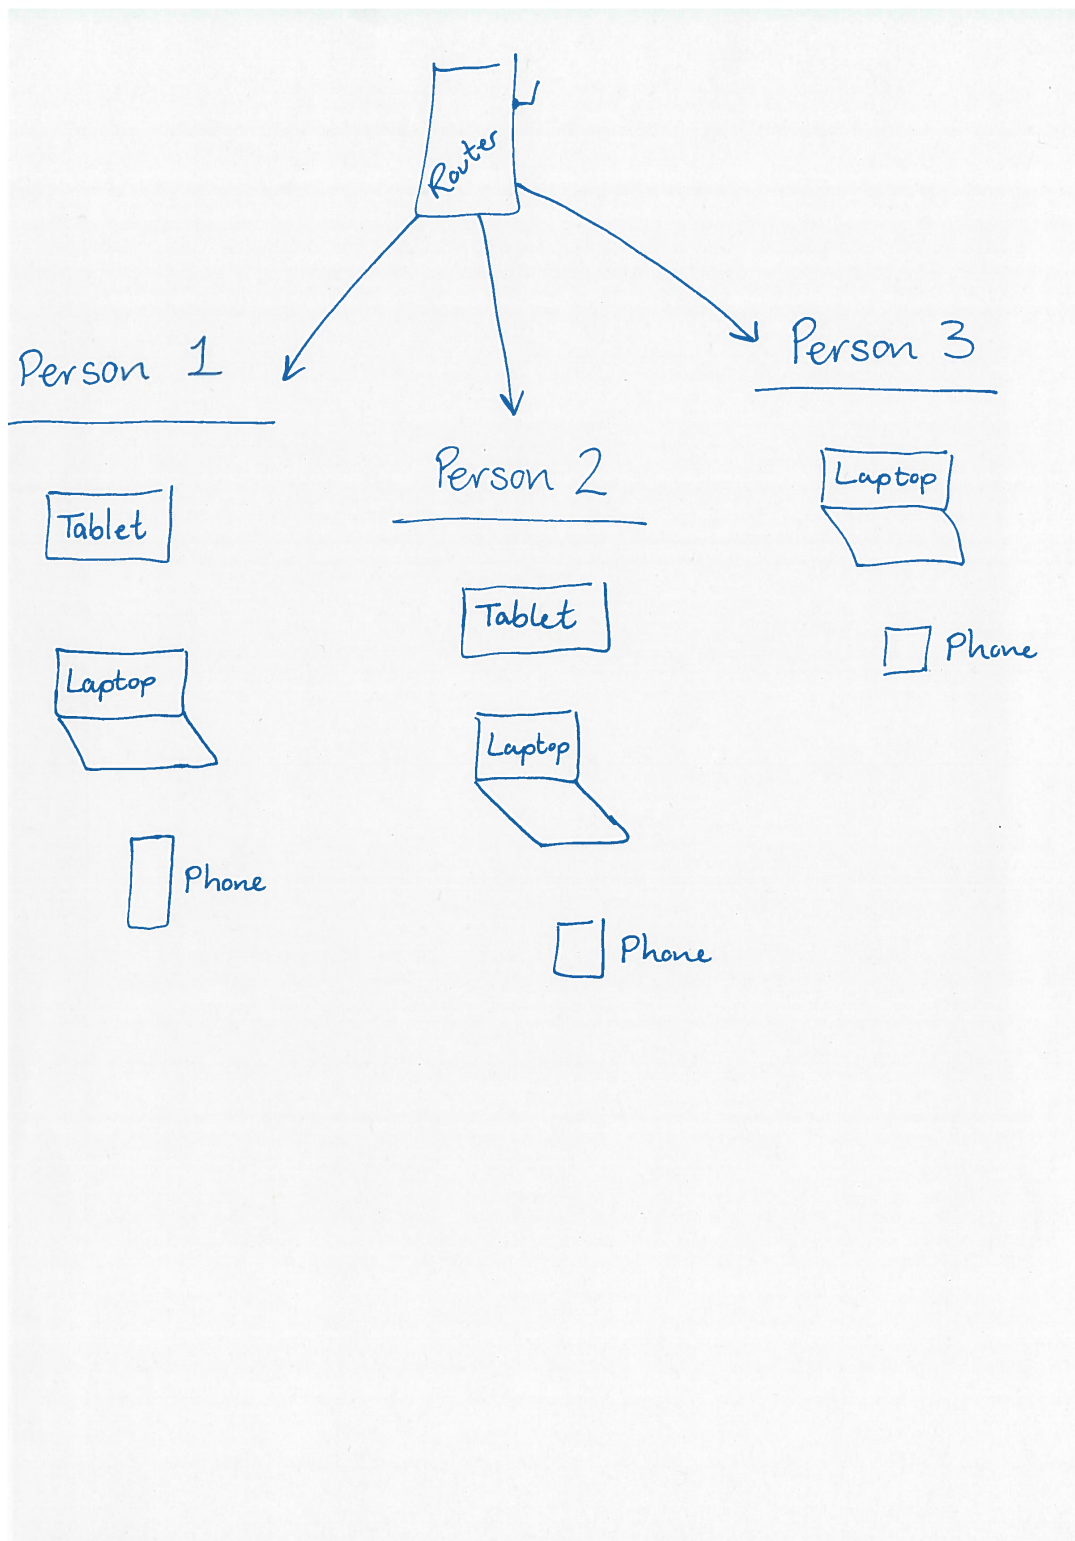 Router
Person 1
Tablet
Laptop
Phone
Person 2
Tablet
Laptop
Phone
Person 3
Laptop
Phone